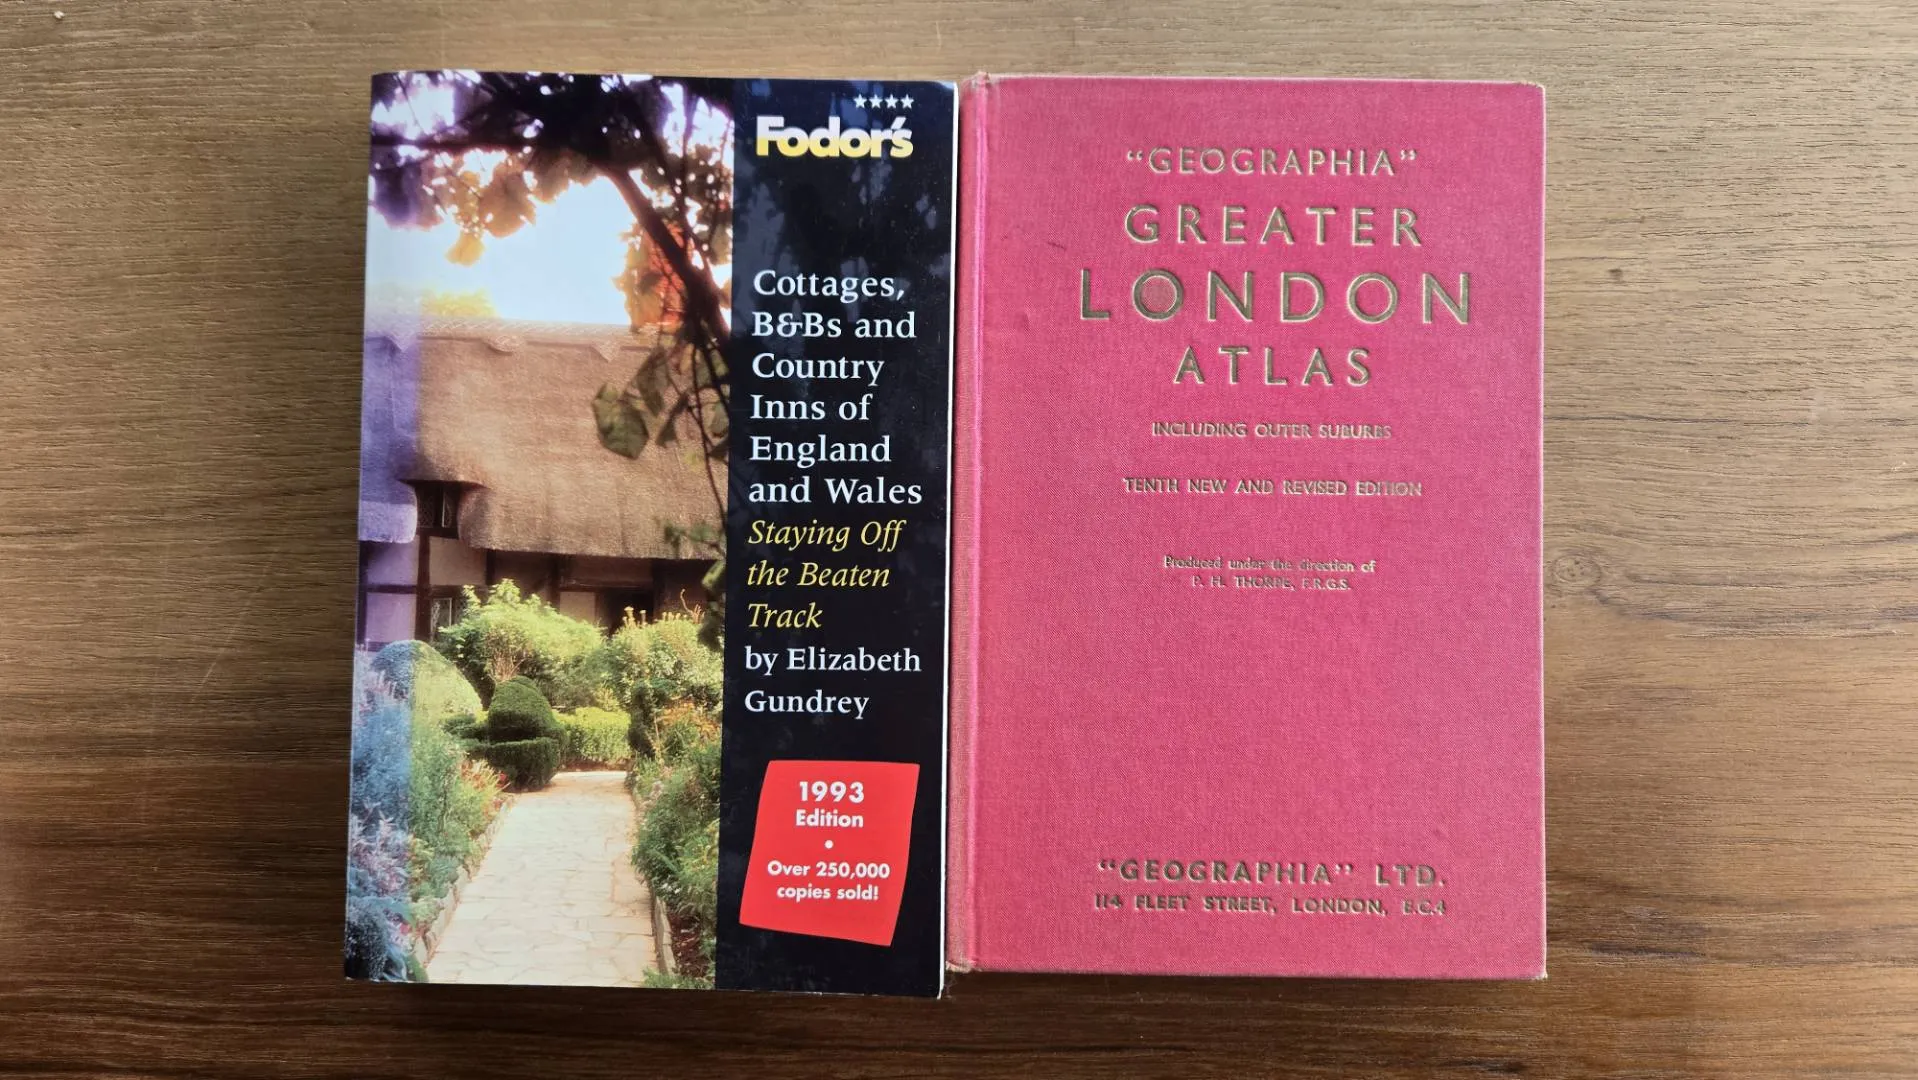 Fodor's
Cottages,
B&Bs and
Country
Inns of
England
and Wales
Staying Off
the Beaten
Track
by Elizabeth
Gundrey
1993
Edition
•
Over 250,000
copies sold!
"GEOGRAPHIA"
GREATER
LONDON
ATLAS
INCLUDING OUTER SUBURBS
TENTH NEW AND REVISED EDITION
Produced under the direction of
P. H. THORPE, F.R.G.S.
"GEOGRAPHIA" LTD.
114 FLEET STREET, LONDON, E.C.4